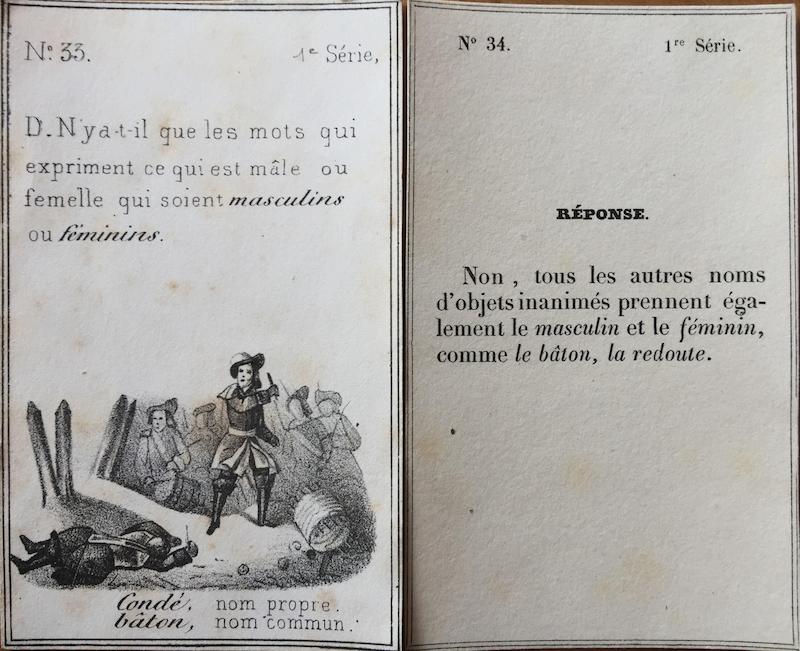 Nº 33.
1e Série,
D. N'y a-t-il que les mots qui
expriment ce qui est mâle ou
femelle qui soient masculins
ou féminins.
Condé, nom propre.
bâton, nom commun.
Nº 34.
1re Série.
RÉPONSE.
Non, tous les autres noms
d'objets inanimés prennent éga-
lement le masculin et le féminin,
comme le bâton, la redoute.